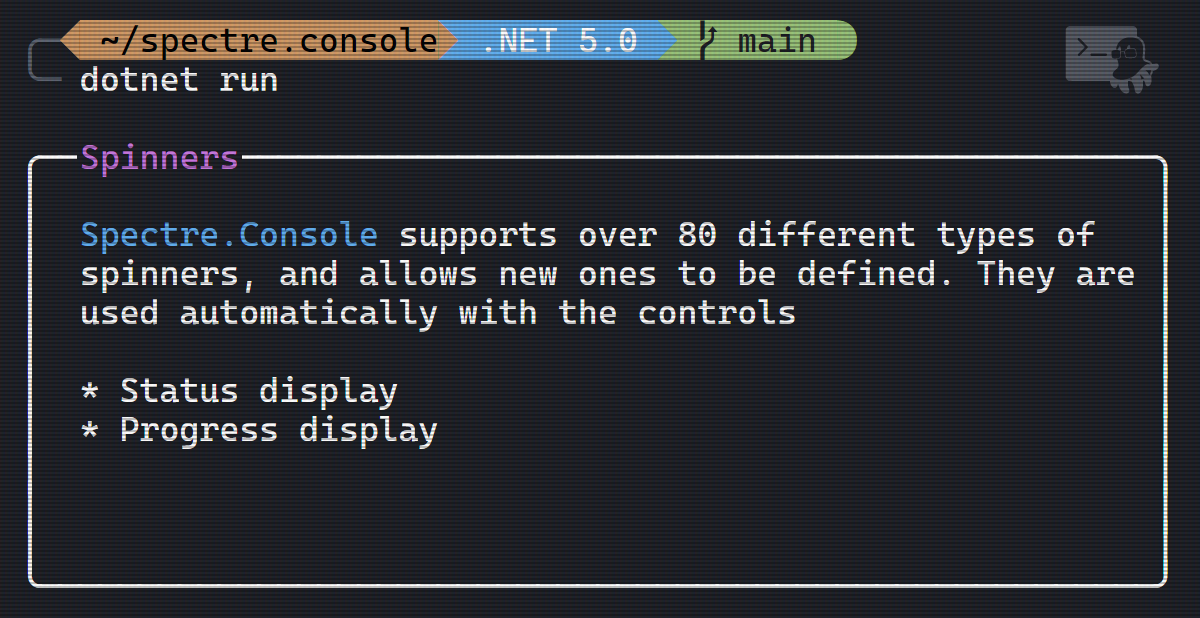 ~/spectre.console .NET 5.0 main
dotnet run
Spinners
Spectre.Console supports over 80 different types of
spinners, and allows new ones to be defined. They are
used automatically with the controls
* Status display
* Progress display